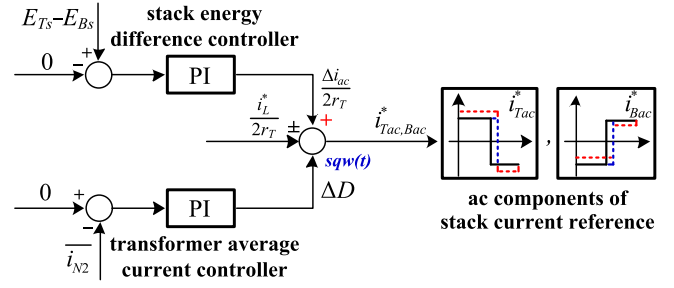 E_Ts−E_Bs
stack energy
difference controller
+
0
−
PI
Δi_ac
2r_T
i*_L
2r_T
±
+
i*_Tac,Bac
sqw(t)
i*_Tac
,
i*_Bac
0
+
−
PI
ΔD
i_N2
transformer average
current controller
ac components of
stack current reference